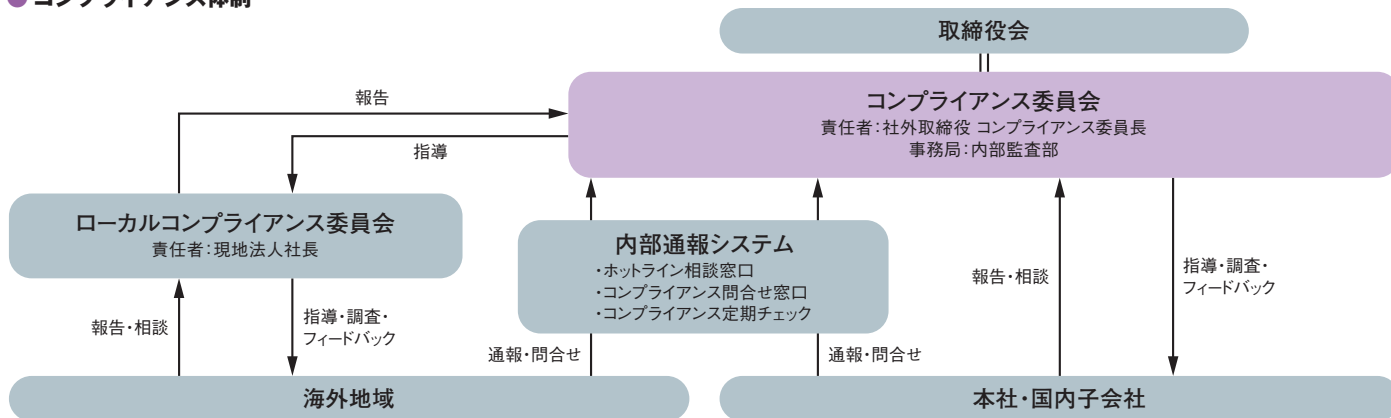 コンプライアンス体制
取締役会
コンプライアンス委員会
責任者：社外取締役 コンプライアンス委員長
事務局：内部監査部
報告
指導
ローカルコンプライアンス委員会
責任者：現地法人社長
内部通報システム
・ホットライン相談窓口
・コンプライアンス問合せ窓口
・コンプライアンス定期チェック
報告・相談
指導・調査・
フィードバック
通報・問合せ
通報・問合せ
報告・相談
指導・調査・
フィードバック
海外地域
本社・国内子会社